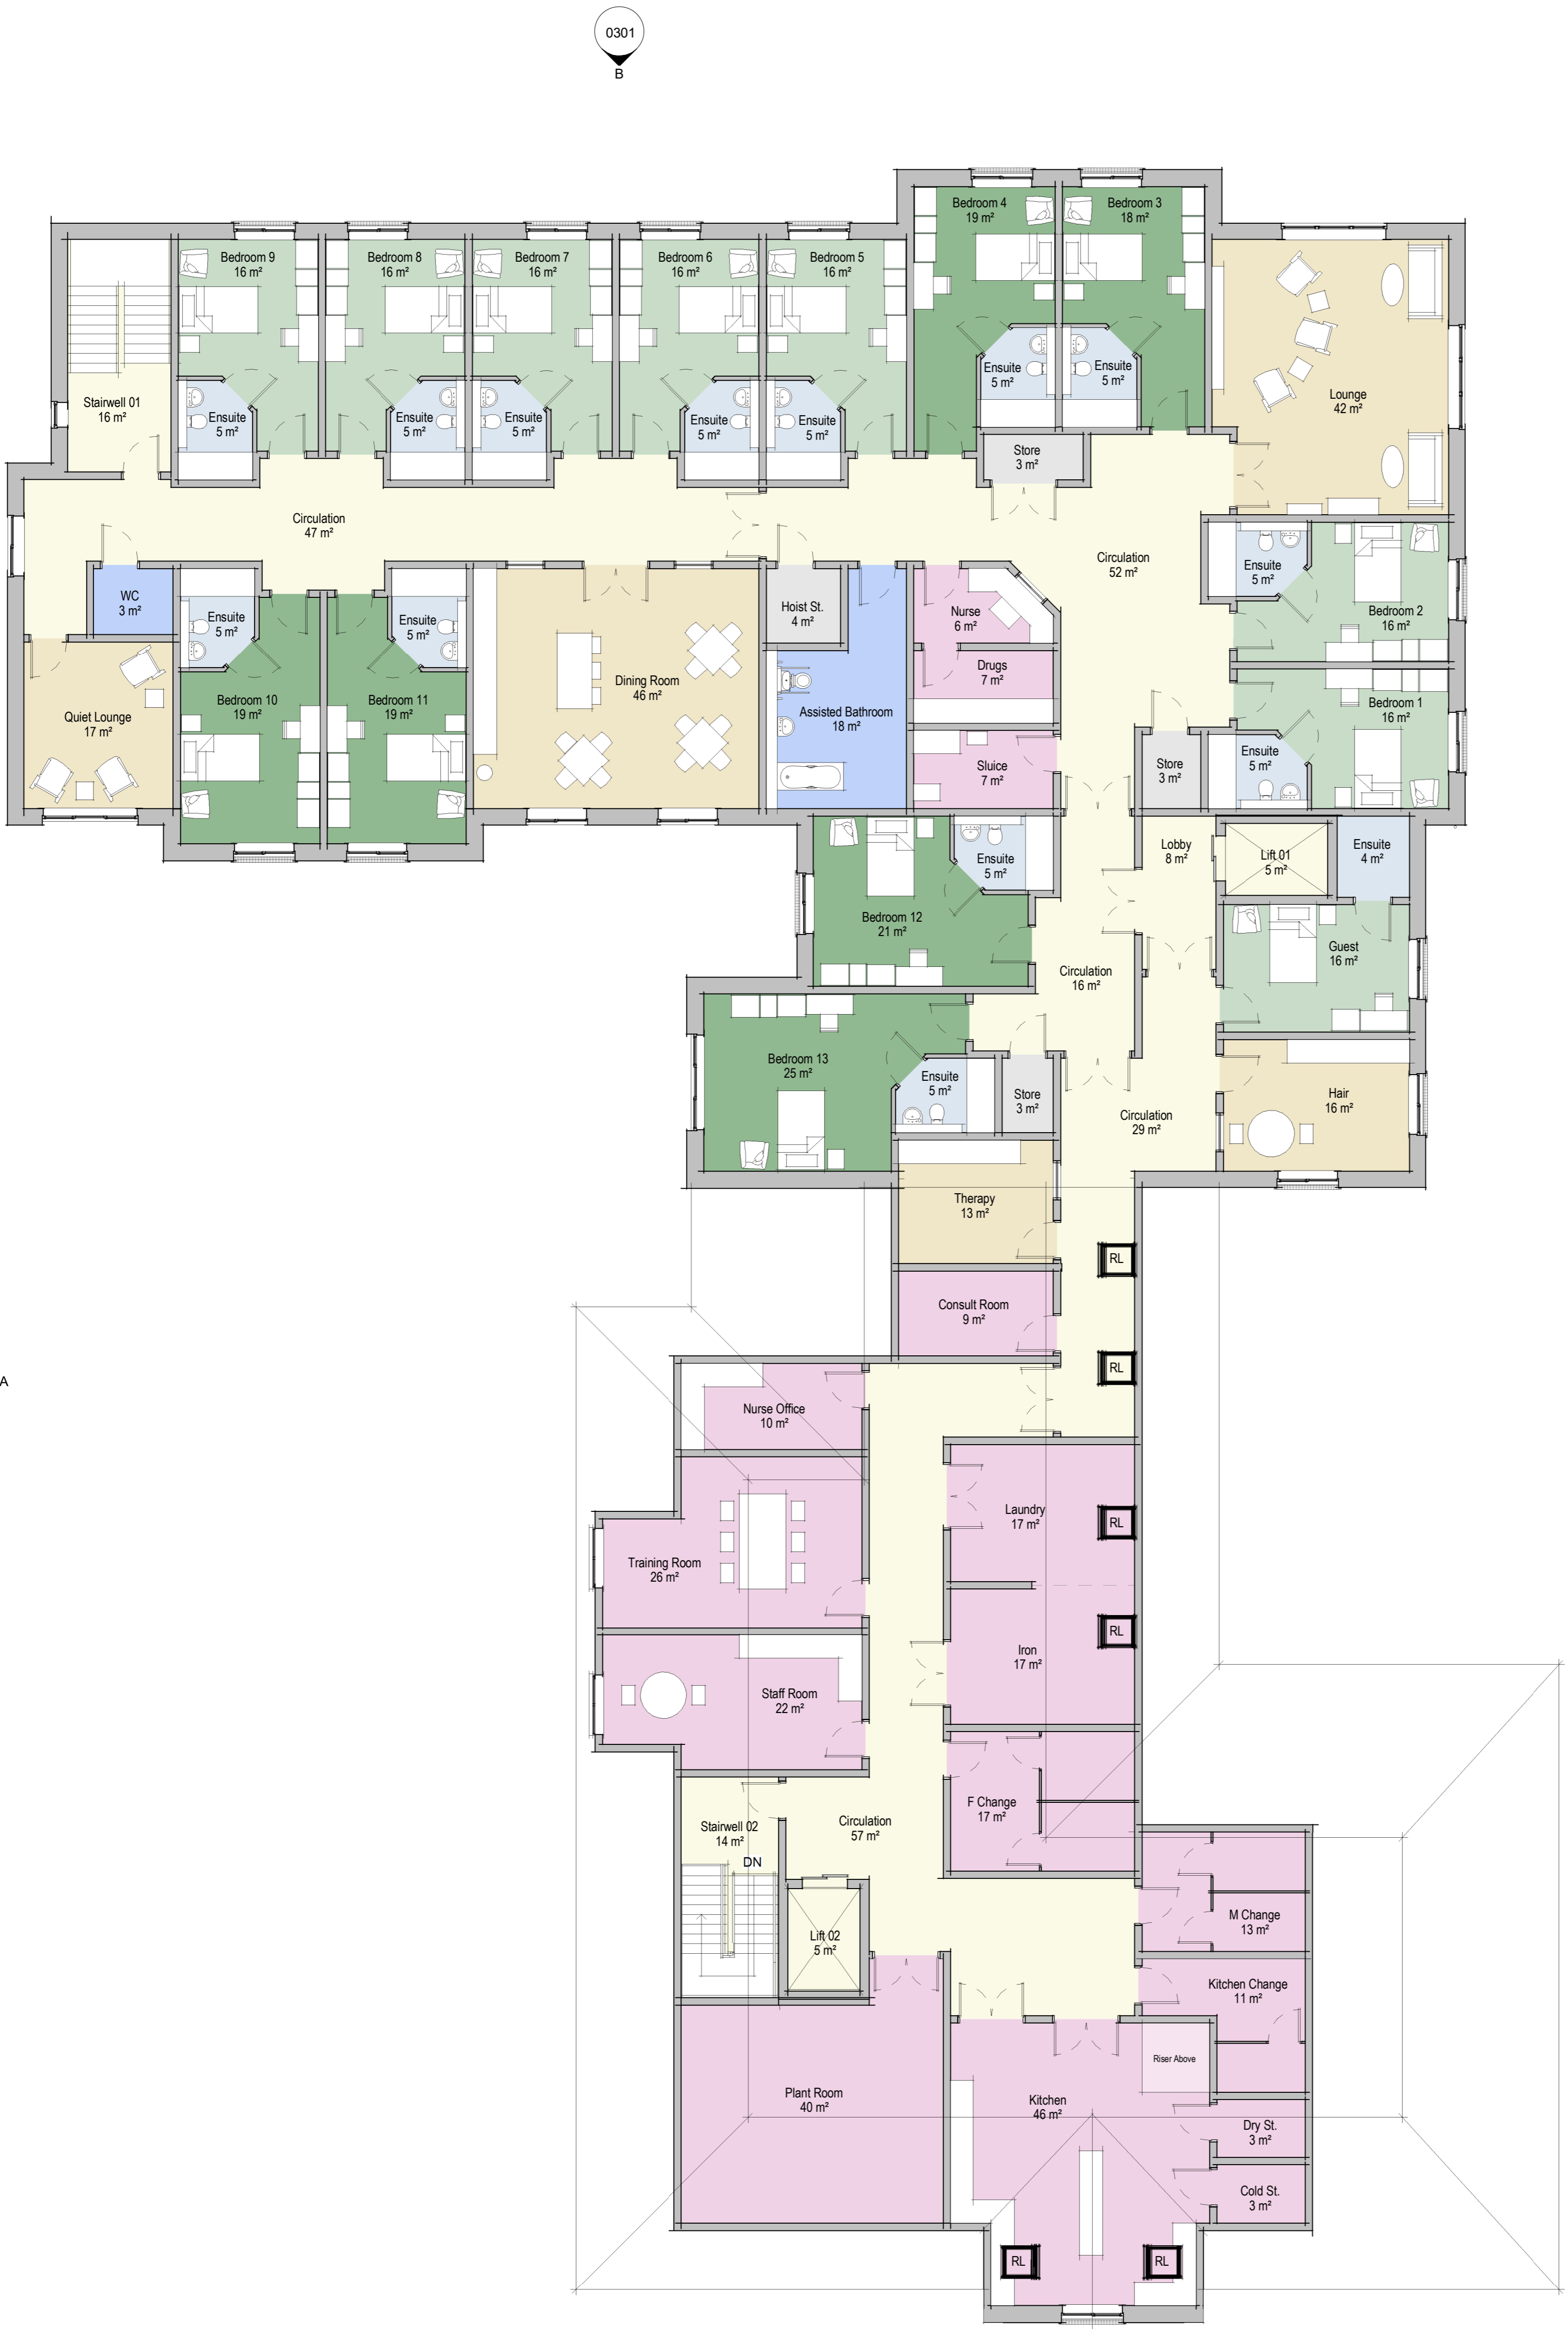 0301
B
Bedroom 4
19 m²
Bedroom 3
18 m²
Bedroom 9
16 m²
Bedroom 8
16 m²
Bedroom 7
16 m²
Bedroom 6
16 m²
Bedroom 5
16 m²
Ensuite
5 m²
Ensuite
5 m²
Lounge
42 m²
Stairwell 01
16 m²
Ensuite
5 m²
Ensuite
5 m²
Ensuite
5 m²
Ensuite
5 m²
Ensuite
5 m²
Store
3 m²
Circulation
47 m²
Circulation
52 m²
Ensuite
5 m²
Bedroom 2
16 m²
WC
3 m²
Ensuite
5 m²
Ensuite
5 m²
Hoist St.
4 m²
Nurse
6 m²
Drugs
7 m²
Dining Room
46 m²
Quiet Lounge
17 m²
Bedroom 10
19 m²
Bedroom 11
19 m²
Assisted Bathroom
18 m²
Bedroom 1
16 m²
Sluice
7 m²
Store
3 m²
Ensuite
5 m²
Ensuite
5 m²
Lobby
8 m²
Lift 01
5 m²
Ensuite
4 m²
Bedroom 12
21 m²
Guest
16 m²
Circulation
16 m²
Bedroom 13
25 m²
Ensuite
5 m²
Store
3 m²
Hair
16 m²
Circulation
29 m²
Therapy
13 m²
RL
Consult Room
9 m²
RL
A
Nurse Office
10 m²
Laundry
17 m²
RL
Training Room
26 m²
RL
Iron
17 m²
Staff Room
22 m²
F Change
17 m²
Stairwell 02
14 m²
Circulation
57 m²
DN
M Change
13 m²
Lift 02
5 m²
Kitchen Change
11 m²
Riser Above
Plant Room
40 m²
Kitchen
46 m²
Dry St.
3 m²
Cold St.
3 m²
RL
RL